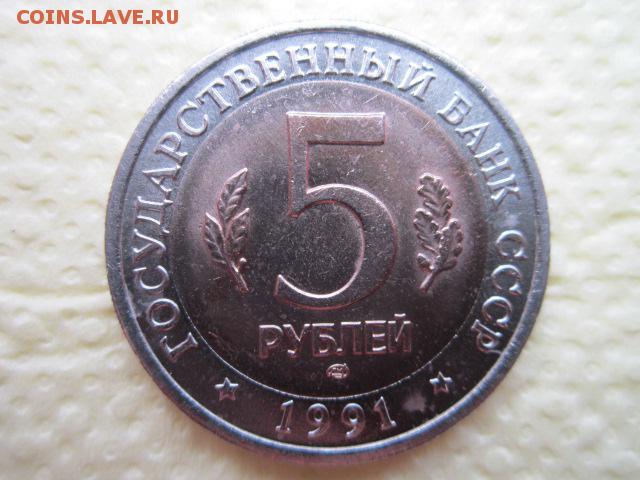 COINS.LAVE.RU
ГОСУДАРСТВЕННЫЙ БАНК СССР
5
РУБЛЕЙ
1991